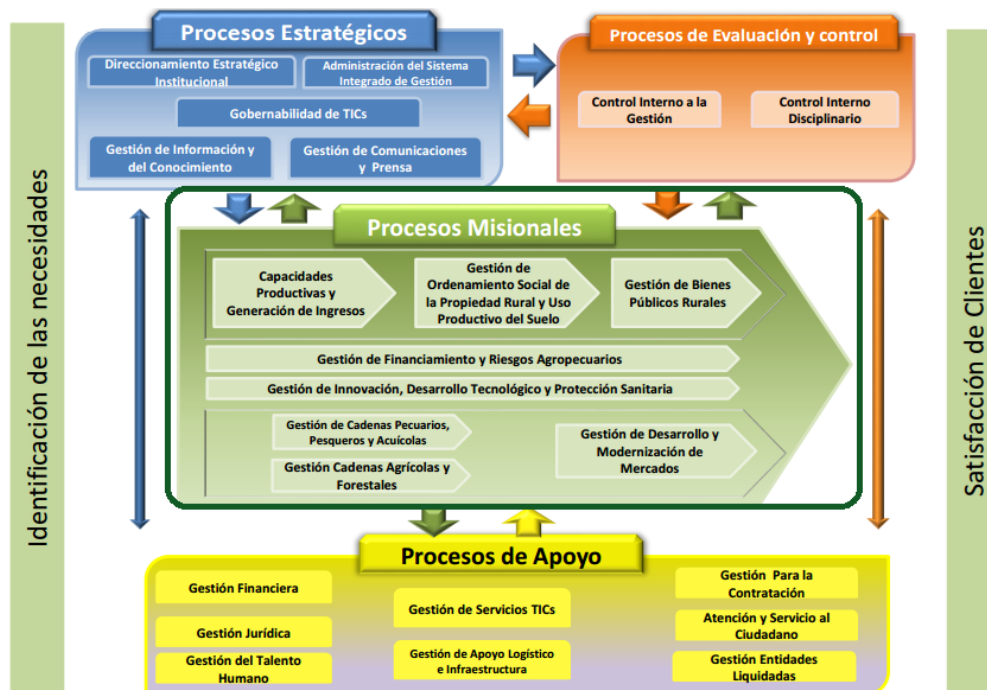 Identificación de las necesidades
Procesos Estratégicos
Direccionamiento Estratégico
Institucional
Administración del Sistema
Integrado de Gestión
Gobernabilidad de TICs
Gestión de Información y
del Conocimiento
Gestión de Comunicaciones
y Prensa
Procesos de Evaluación y control
Control Interno a la
Gestión
Control Interno
Disciplinario
Procesos Misionales
Capacidades
Productivas y
Generación de Ingresos
Gestión de
Ordenamiento Social de
la Propiedad Rural y Uso
Productivo del Suelo
Gestión de Bienes
Públicos Rurales
Gestión de Financiamiento y Riesgos Agropecuarios
Gestión de Innovación, Desarrollo Tecnológico y Protección Sanitaria
Gestión de Cadenas Pecuarios,
Pesqueros y Acuícolas
Gestión Cadenas Agrícolas y
Forestales
Gestión de Desarrollo y
Modernización de
Mercados
Procesos de Apoyo
Gestión Financiera
Gestión Jurídica
Gestión del Talento
Humano
Gestión de Servicios TICs
Gestión de Apoyo Logístico
e Infraestructura
Gestión Para la
Contratación
Atención y Servicio al
Ciudadano
Gestión Entidades
Liquidadas
Satisfacción de Clientes